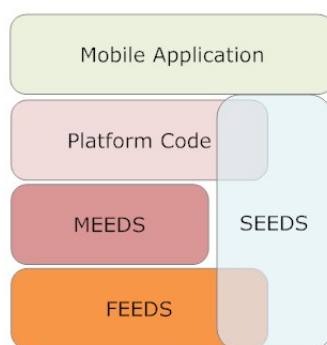 Mobile Application
Platform Code
MEEDS
SEEDS
FEEDS